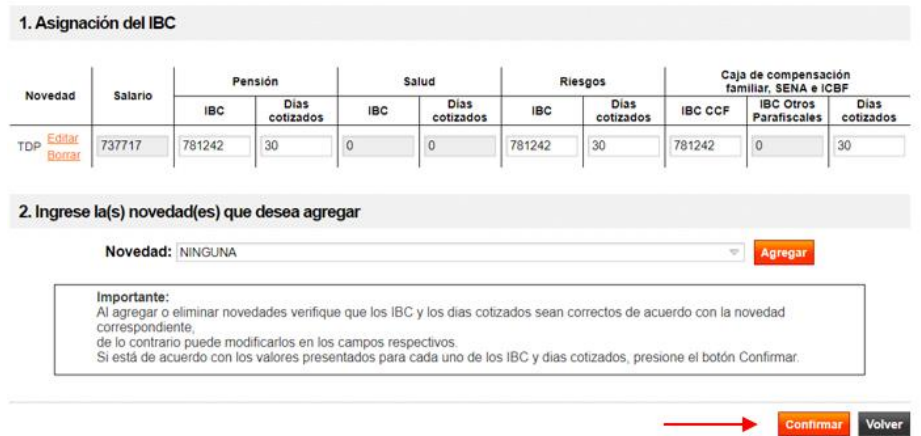 1. Asignación del IBC
Novedad Salario Pensión Salud Riesgos Caja de compensación familiar, SENA e ICBF
IBC Días cotizados IBC Días cotizados IBC Días cotizados IBC CCF IBC Otros Parafiscales Días cotizados
TDP Editar Borrar 737717 781242 30 0 0 781242 30 781242 0 30
2. Ingrese la(s) novedad(es) que desea agregar
Novedad: NINGUNA Agregar
Importante:
Al agregar o eliminar novedades verifique que los IBC y los dias cotizados sean correctos de acuerdo con la novedad
correspondiente,
de lo contrario puede modificarlos en los campos respectivos.
Si está de acuerdo con los valores presentados para cada uno de los IBC y dias cotizados, presione el botón Confirmar.
Confirmar Volver